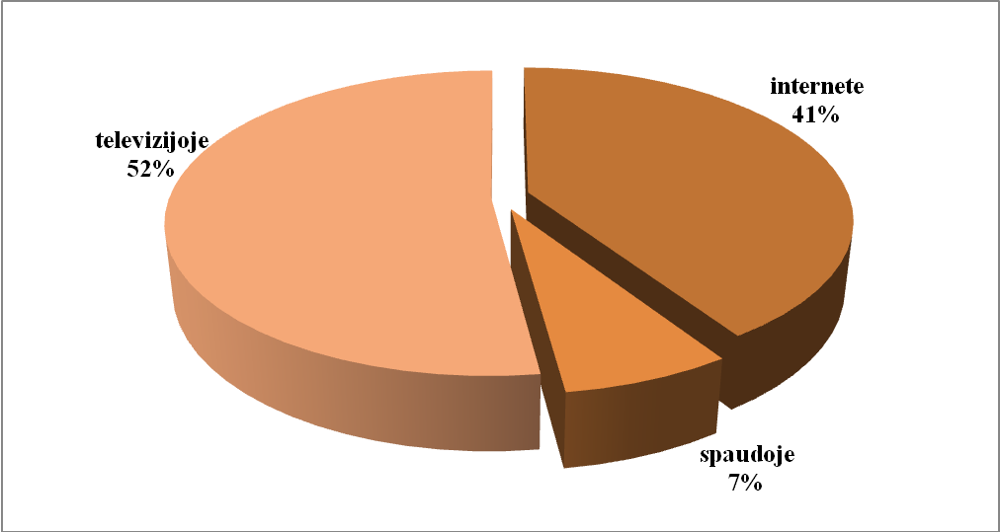 internete
41%
televizijoje
52%
spaudoje
7%